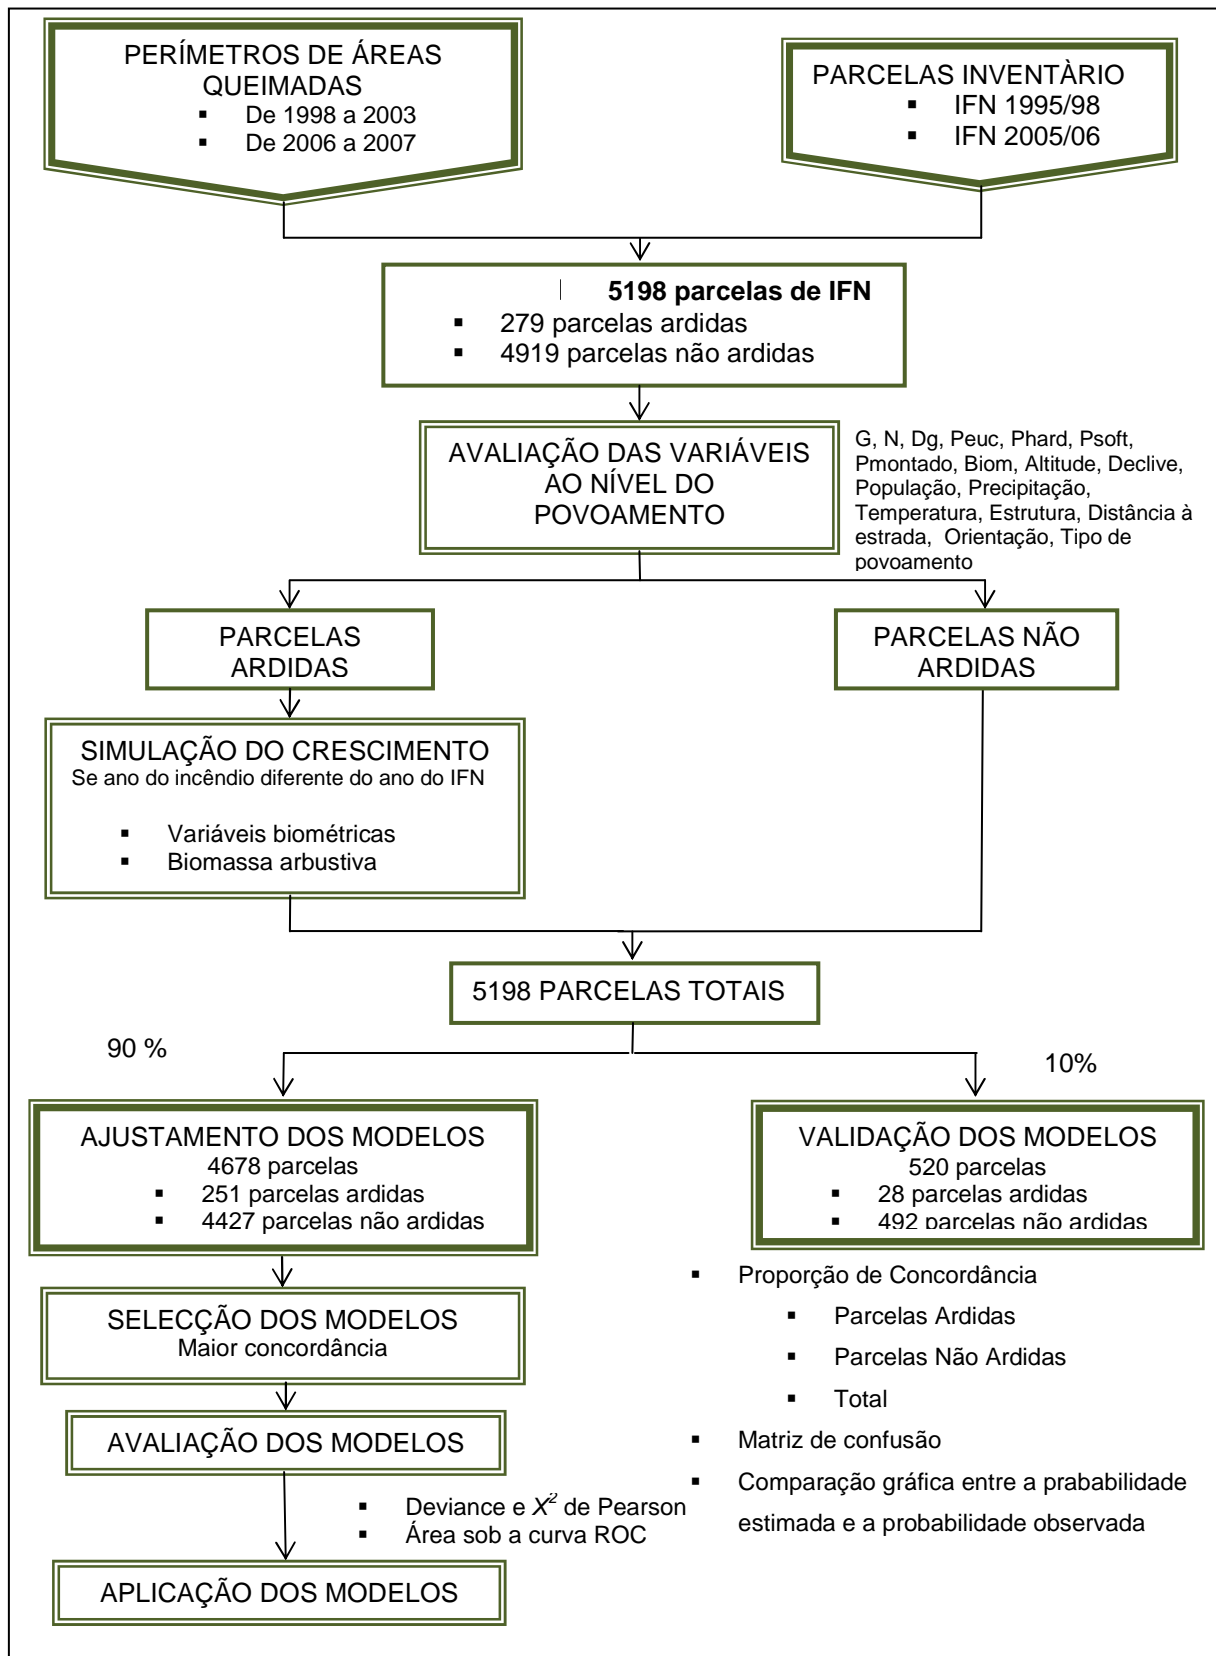 PERÍMETROS DE ÁREAS
QUEIMADAS
▪ De 1998 a 2003
▪ De 2006 a 2007
PARCELAS INVENTÀRIO
▪ IFN 1995/98
▪ IFN 2005/06
5198 parcelas de IFN
▪ 279 parcelas ardidas
▪ 4919 parcelas não ardidas
AVALIAÇÃO DAS VARIÁVEIS
AO NÍVEL DO
POVOAMENTO
G, N, Dg, Peuc, Phard, Psoft,
Pmontado, Biom, Altitude, Declive,
População, Precipitação,
Temperatura, Estrutura, Distância à
estrada, Orientação, Tipo de
povoamento
PARCELAS
ARDIDAS
PARCELAS NÃO
ARDIDAS
SIMULAÇÃO DO CRESCIMENTO
Se ano do incêndio diferente do ano do IFN
▪ Variáveis biométricas
▪ Biomassa arbustiva
5198 PARCELAS TOTAIS
90 %
10%
AJUSTAMENTO DOS MODELOS
4678 parcelas
▪ 251 parcelas ardidas
▪ 4427 parcelas não ardidas
VALIDAÇÃO DOS MODELOS
520 parcelas
▪ 28 parcelas ardidas
▪ 492 parcelas não ardidas
SELECÇÃO DOS MODELOS
Maior concordância
AVALIAÇÃO DOS MODELOS
▪ Deviance e X² de Pearson
▪ Área sob a curva ROC
APLICAÇÃO DOS MODELOS
▪ Proporção de Concordância
▪ Parcelas Ardidas
▪ Parcelas Não Ardidas
▪ Total
▪ Matriz de confusão
▪ Comparação gráfica entre a prababilidade
estimada e a probabilidade observada